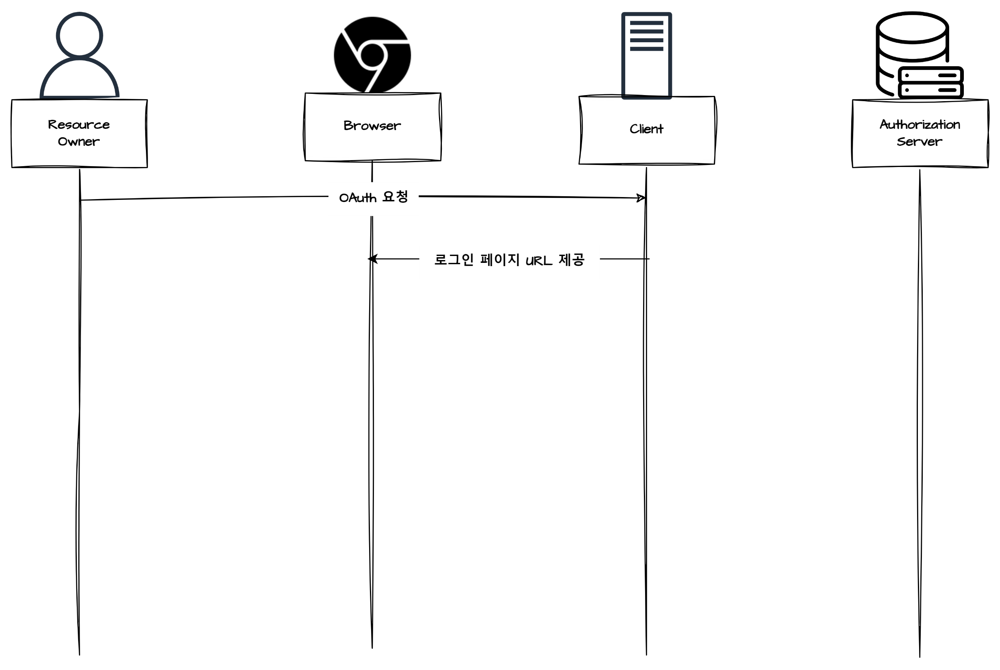 Resource
Owner
Browser
Client
Authorization
Server
OAuth 요청
로그인 페이지 URL 제공